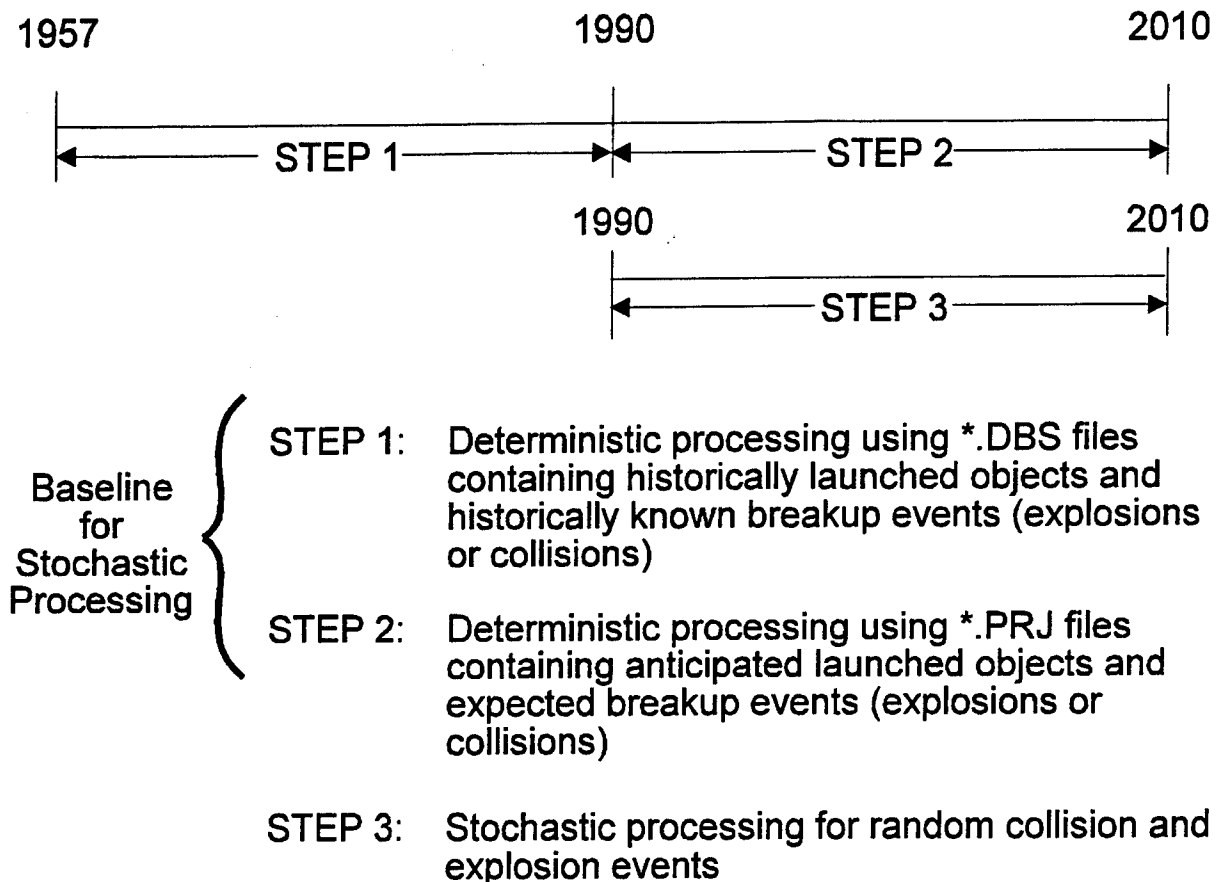 1957 1990 2010
STEP 1 STEP 2
1990 2010
STEP 3
Baseline
for
Stochastic
Processing
STEP 1: Deterministic processing using *.DBS files
containing historically launched objects and
historically known breakup events (explosions
or collisions)
STEP 2: Deterministic processing using *.PRJ files
containing anticipated launched objects and
expected breakup events (explosions or
collisions)
STEP 3: Stochastic processing for random collision and
explosion events